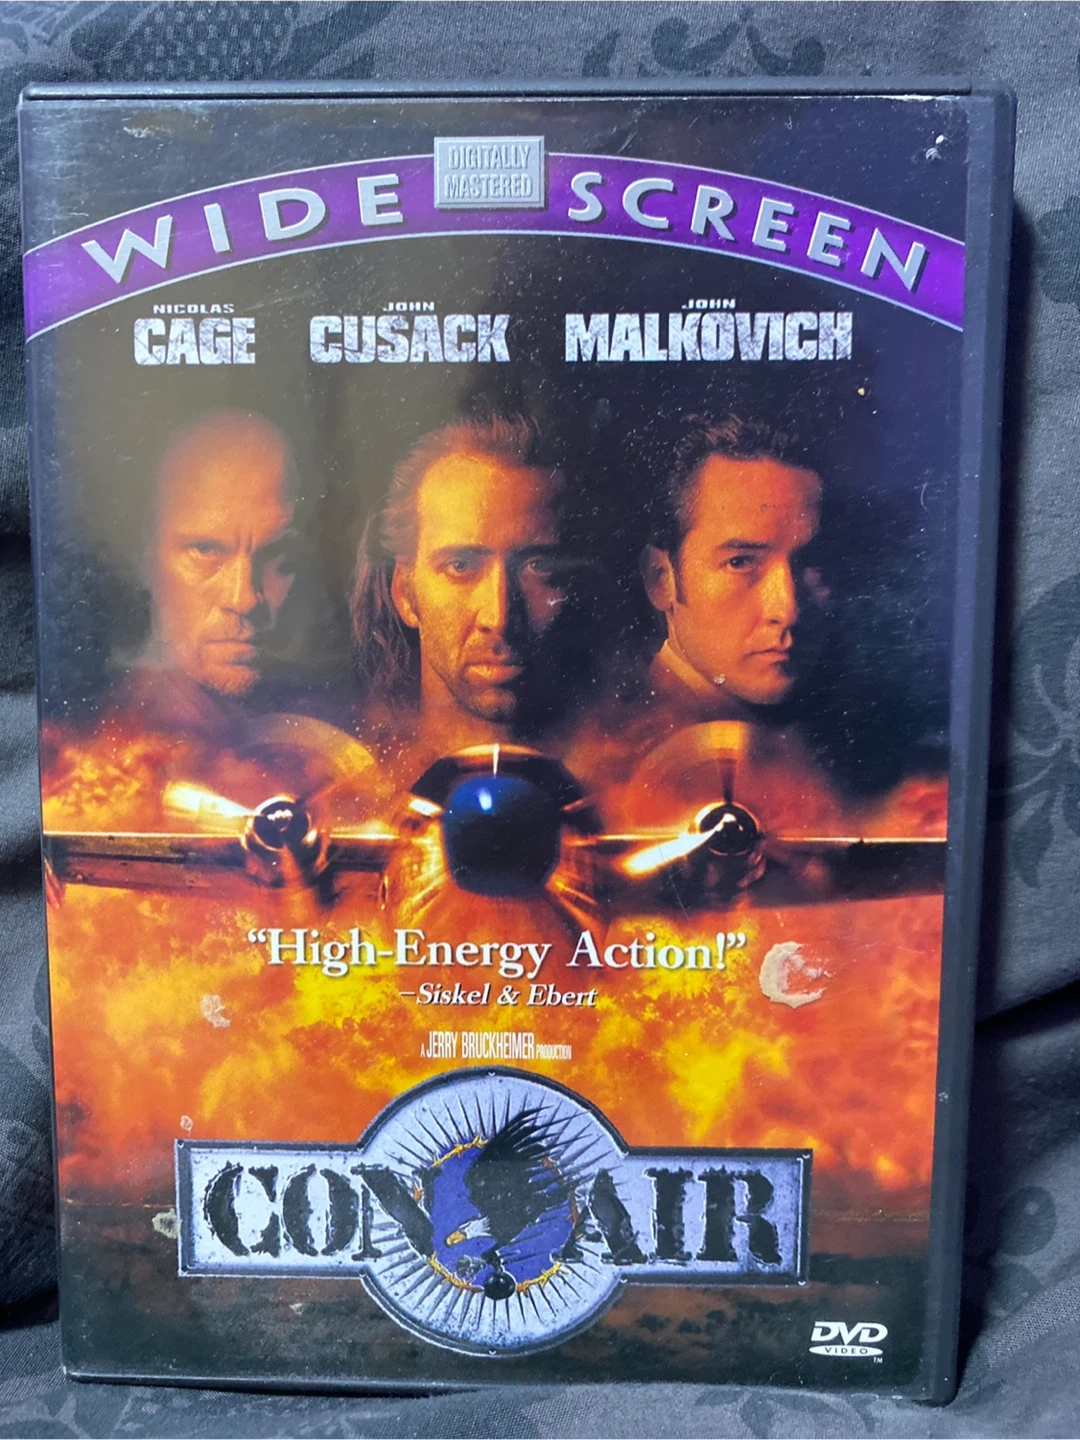 DIGITALLY
MASTERED
WIDE SCREEN
NICOLAS
CAGE
JOHN
CUSACK
JOHN
MALKOVICH
“High-Energy Action!”
–Siskel & Ebert
A JERRY BRUCKHEIMER PRODUCTION
CON AIR
DVD
VIDEO
™